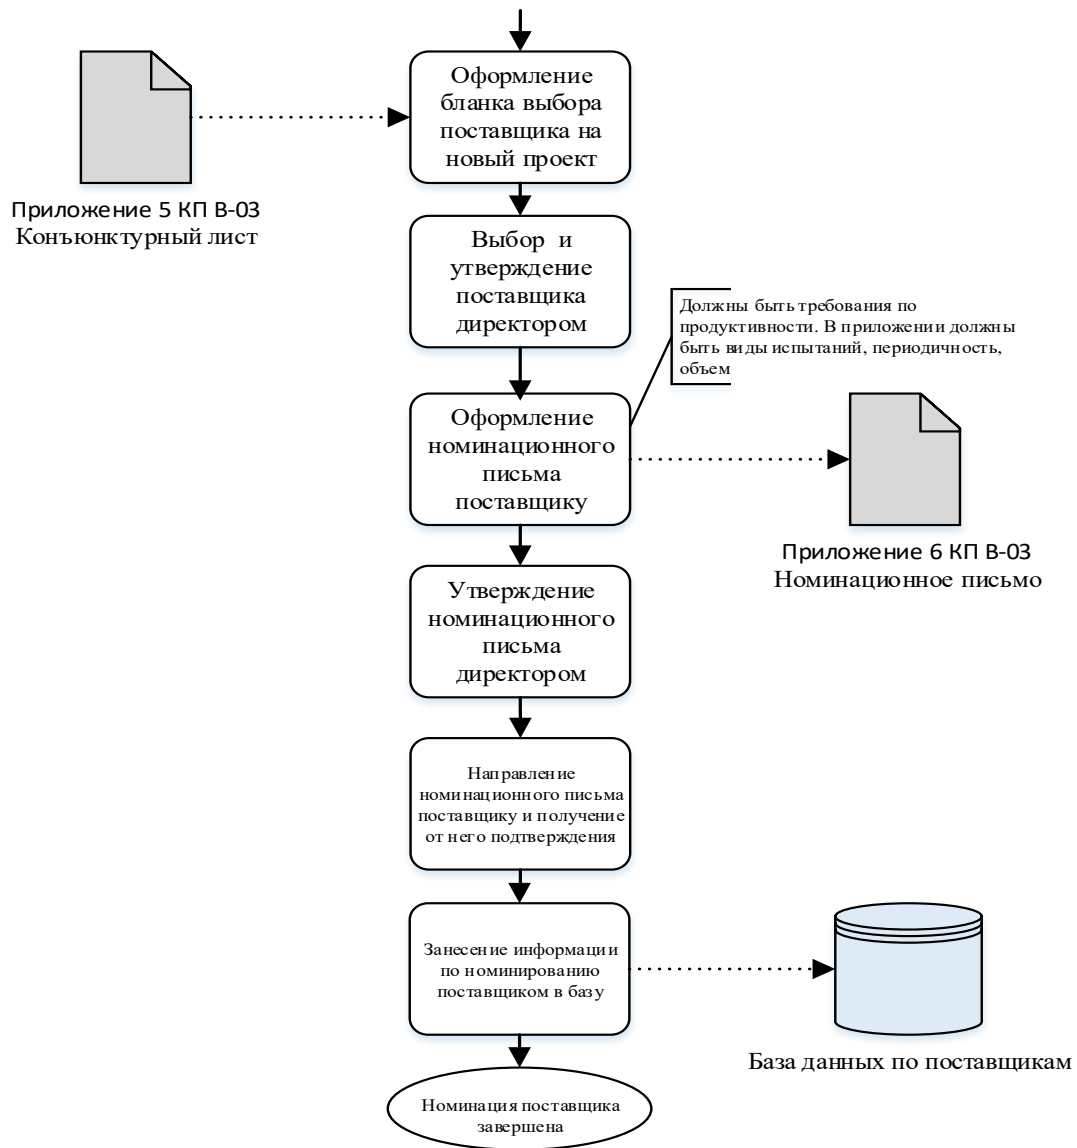 Оформление
бланка выбора
поставщика на
новый проект
Приложение 5 КП В-03
Конъюнктурный лист
Выбор и
утверждение
поставщика
директором
Должны быть требования по
продуктивности. В приложении должны
быть виды испытаний, периодичность,
объем
Оформление
номинационного
письма
поставщику
Приложение 6 КП В-03
Номинационное письмо
Утверждение
номинационного
письма
директором
Направление
номинационного письма
поставщику и получение
от него подтверждения
Занесение информации
по номинированию
поставщиком в базу
База данных по поставщикам
Номинация поставщика
завершена